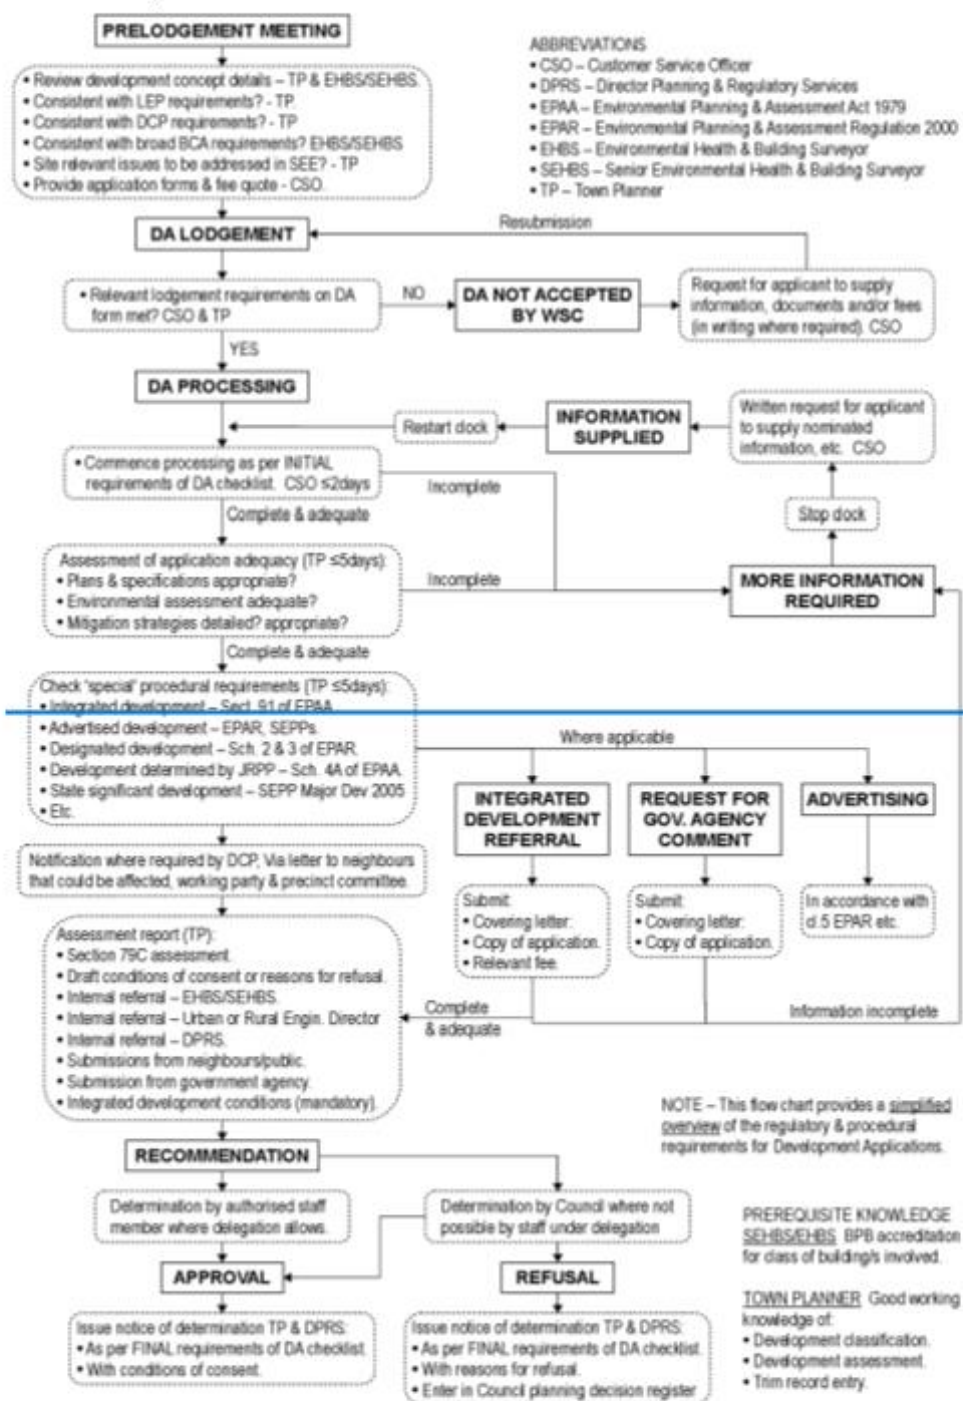 PRELODGEMENT MEETING
• Review development concept details – TP & EHBS/SEHBS.
• Consistent with LEP requirements? - TP.
• Consistent with DCP requirements? - TP
• Consistent with broad BCA requirements? EHBS/SEHBS
• Site relevant issues to be addressed in SEE? - TP
• Provide application forms & fee quote - CSO.
ABBREVIATIONS
• CSO – Customer Service Officer
• DPRS – Director Planning & Regulatory Services
• EPAA – Environmental Planning & Assessment Act 1979
• EPAR – Environmental Planning & Assessment Regulation 2000
• EHBS – Environmental Health & Building Surveyor
• SEHBS – Senior Environmental Health & Building Surveyor
• TP – Town Planner
DA LODGEMENT
Resubmission
• Relevant lodgement requirements on DA
form met? CSO & TP
NO
DA NOT ACCEPTED
BY WSC
Request for applicant to supply
information, documents and/or fees
(in writing where required). CSO
YES
DA PROCESSING
Restart clock
INFORMATION
SUPPLIED
Written request for applicant
to supply nominated
information, etc. CSO
• Commence processing as per INITIAL
requirements of DA checklist. CSO ≤2days
Incomplete
Stop clock
Complete & adequate
Assessment of application adequacy (TP ≤5days):
• Plans & specifications appropriate?
• Environmental assessment adequate?
• Mitigation strategies detailed? appropriate?
Incomplete
MORE INFORMATION
REQUIRED
Complete & adequate
Check 'special' procedural requirements (TP ≤5days):
• Integrated development – Sect. 91 of EPAA
• Advertised development – EPAR, SEPPs.
• Designated development – Sch. 2 & 3 of EPAR.
• Development determined by JRPP – Sch. 4A of EPAA.
• State significant development – SEPP Major Dev 2005
• Etc.
Where applicable
INTEGRATED
DEVELOPMENT
REFERRAL
REQUEST FOR
GOV. AGENCY
COMMENT
ADVERTISING
Notification where required by DCP, Via letter to neighbours
that could be affected, working party & precinct committee.
Submit:
• Covering letter.
• Copy of application.
• Relevant fee.
Submit:
• Covering letter.
• Copy of application.
In accordance with
cl.5 EPAR etc.
Assessment report (TP):
• Section 79C assessment.
• Draft conditions of consent or reasons for refusal.
• Internal referral – EHBS/SEHBS.
• Internal referral – Urban or Rural Engin. Director
• Internal referral – DPRS.
• Submissions from neighbours/public.
• Submission from government agency.
• Integrated development conditions (mandatory).
Complete
& adequate
Information incomplete
NOTE – This flow chart provides a simplified
overview of the regulatory & procedural
requirements for Development Applications.
RECOMMENDATION
Determination by authorised staff
member where delegation allows.
Determination by Council where not
possible by staff under delegation
PREREQUISITE KNOWLEDGE
SEHBS/EHBS BPB accreditation
for class of building/s involved.
APPROVAL
REFUSAL
TOWN PLANNER Good working
knowledge of:
• Development classification.
• Development assessment.
• Trim record entry.
Issue notice of determination TP & DPRS:
• As per FINAL requirements of DA checklist.
• With conditions of consent.
Issue notice of determination TP & DPRS:
• As per FINAL requirements of DA checklist.
• With reasons for refusal.
• Enter in Council planning decision register